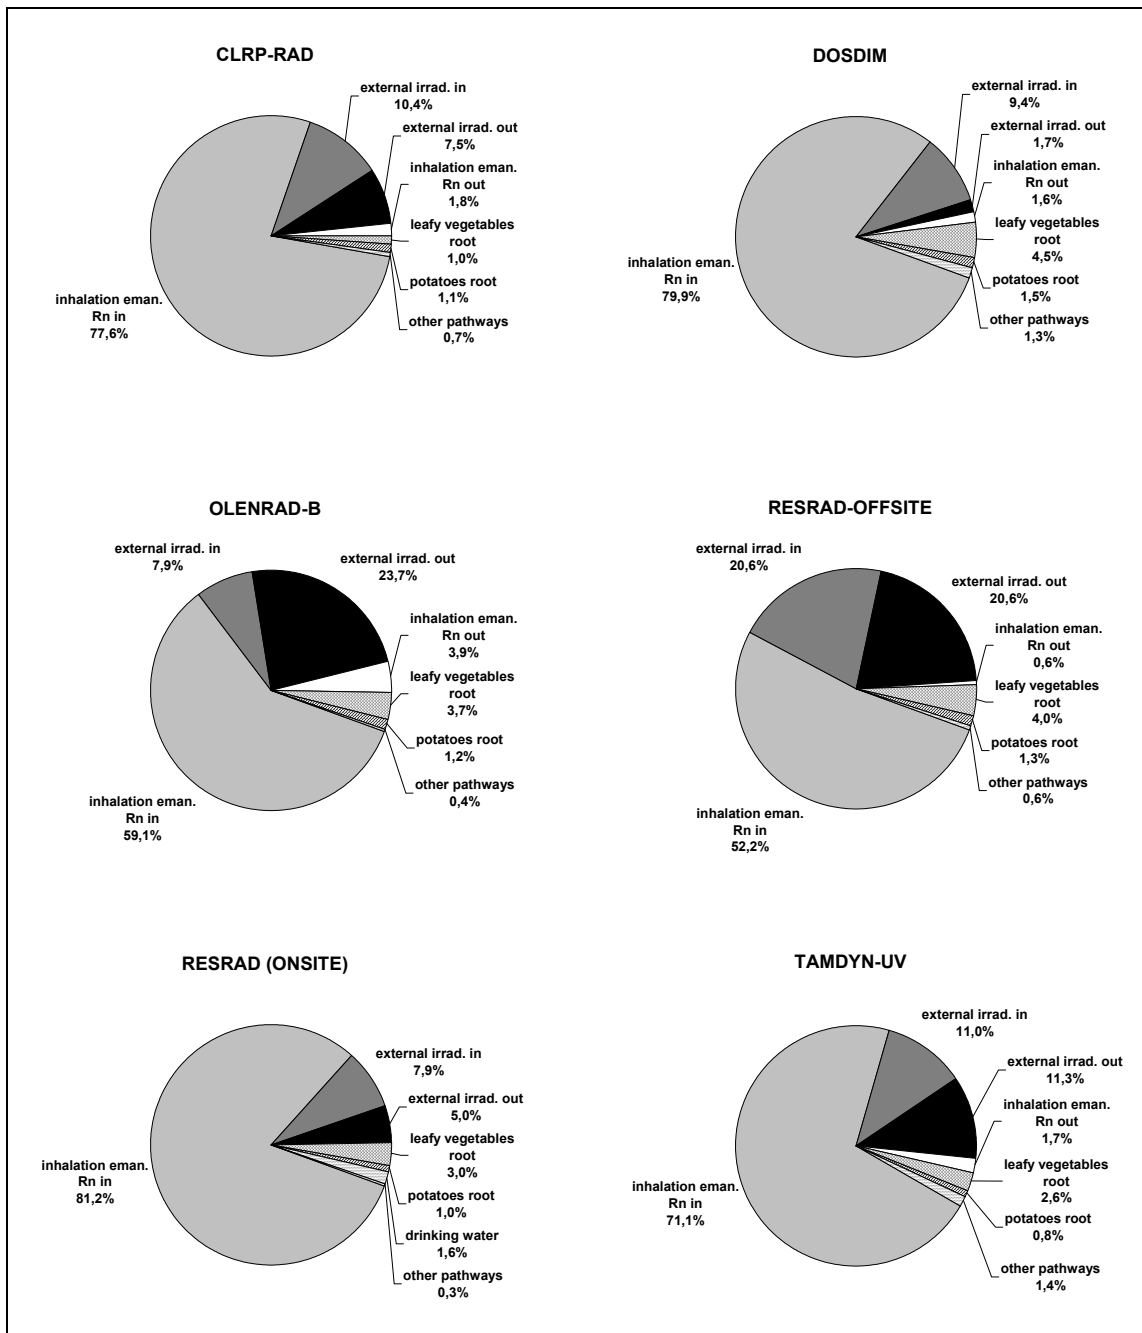 CLRP-RAD
external irrad. in
10,4%
external irrad. out
7,5%
inhalation eman.
Rn out
1,8%
leafy vegetables
root
1,0%
potatoes root
1,1%
other pathways
0,7%
inhalation eman.
Rn in
77,6%
DOSDIM
external irrad. in
9,4%
external irrad. out
1,7%
inhalation eman.
Rn out
1,6%
leafy vegetables
root
4,5%
potatoes root
1,5%
other pathways
1,3%
inhalation eman.
Rn in
79,9%
OLENRAD-B
external irrad. in
7,9%
external irrad. out
23,7%
inhalation eman.
Rn out
3,9%
leafy vegetables
root
3,7%
potatoes root
1,2%
other pathways
0,4%
inhalation eman.
Rn in
59,1%
RESRAD-OFFSITE
external irrad. in
20,6%
external irrad. out
20,6%
inhalation eman.
Rn out
0,6%
leafy vegetables
root
4,0%
potatoes root
1,3%
other pathways
0,6%
inhalation eman.
Rn in
52,2%
RESRAD (ONSITE)
external irrad. in
7,9%
external irrad. out
5,0%
leafy vegetables
root
3,0%
potatoes root
1,0%
drinking water
1,6%
other pathways
0,3%
inhalation eman.
Rn in
81,2%
TAMDYN-UV
external irrad. in
11,0%
external irrad. out
11,3%
inhalation eman.
Rn out
1,7%
leafy vegetables
root
2,6%
potatoes root
0,8%
other pathways
1,4%
inhalation eman.
Rn in
71,1%